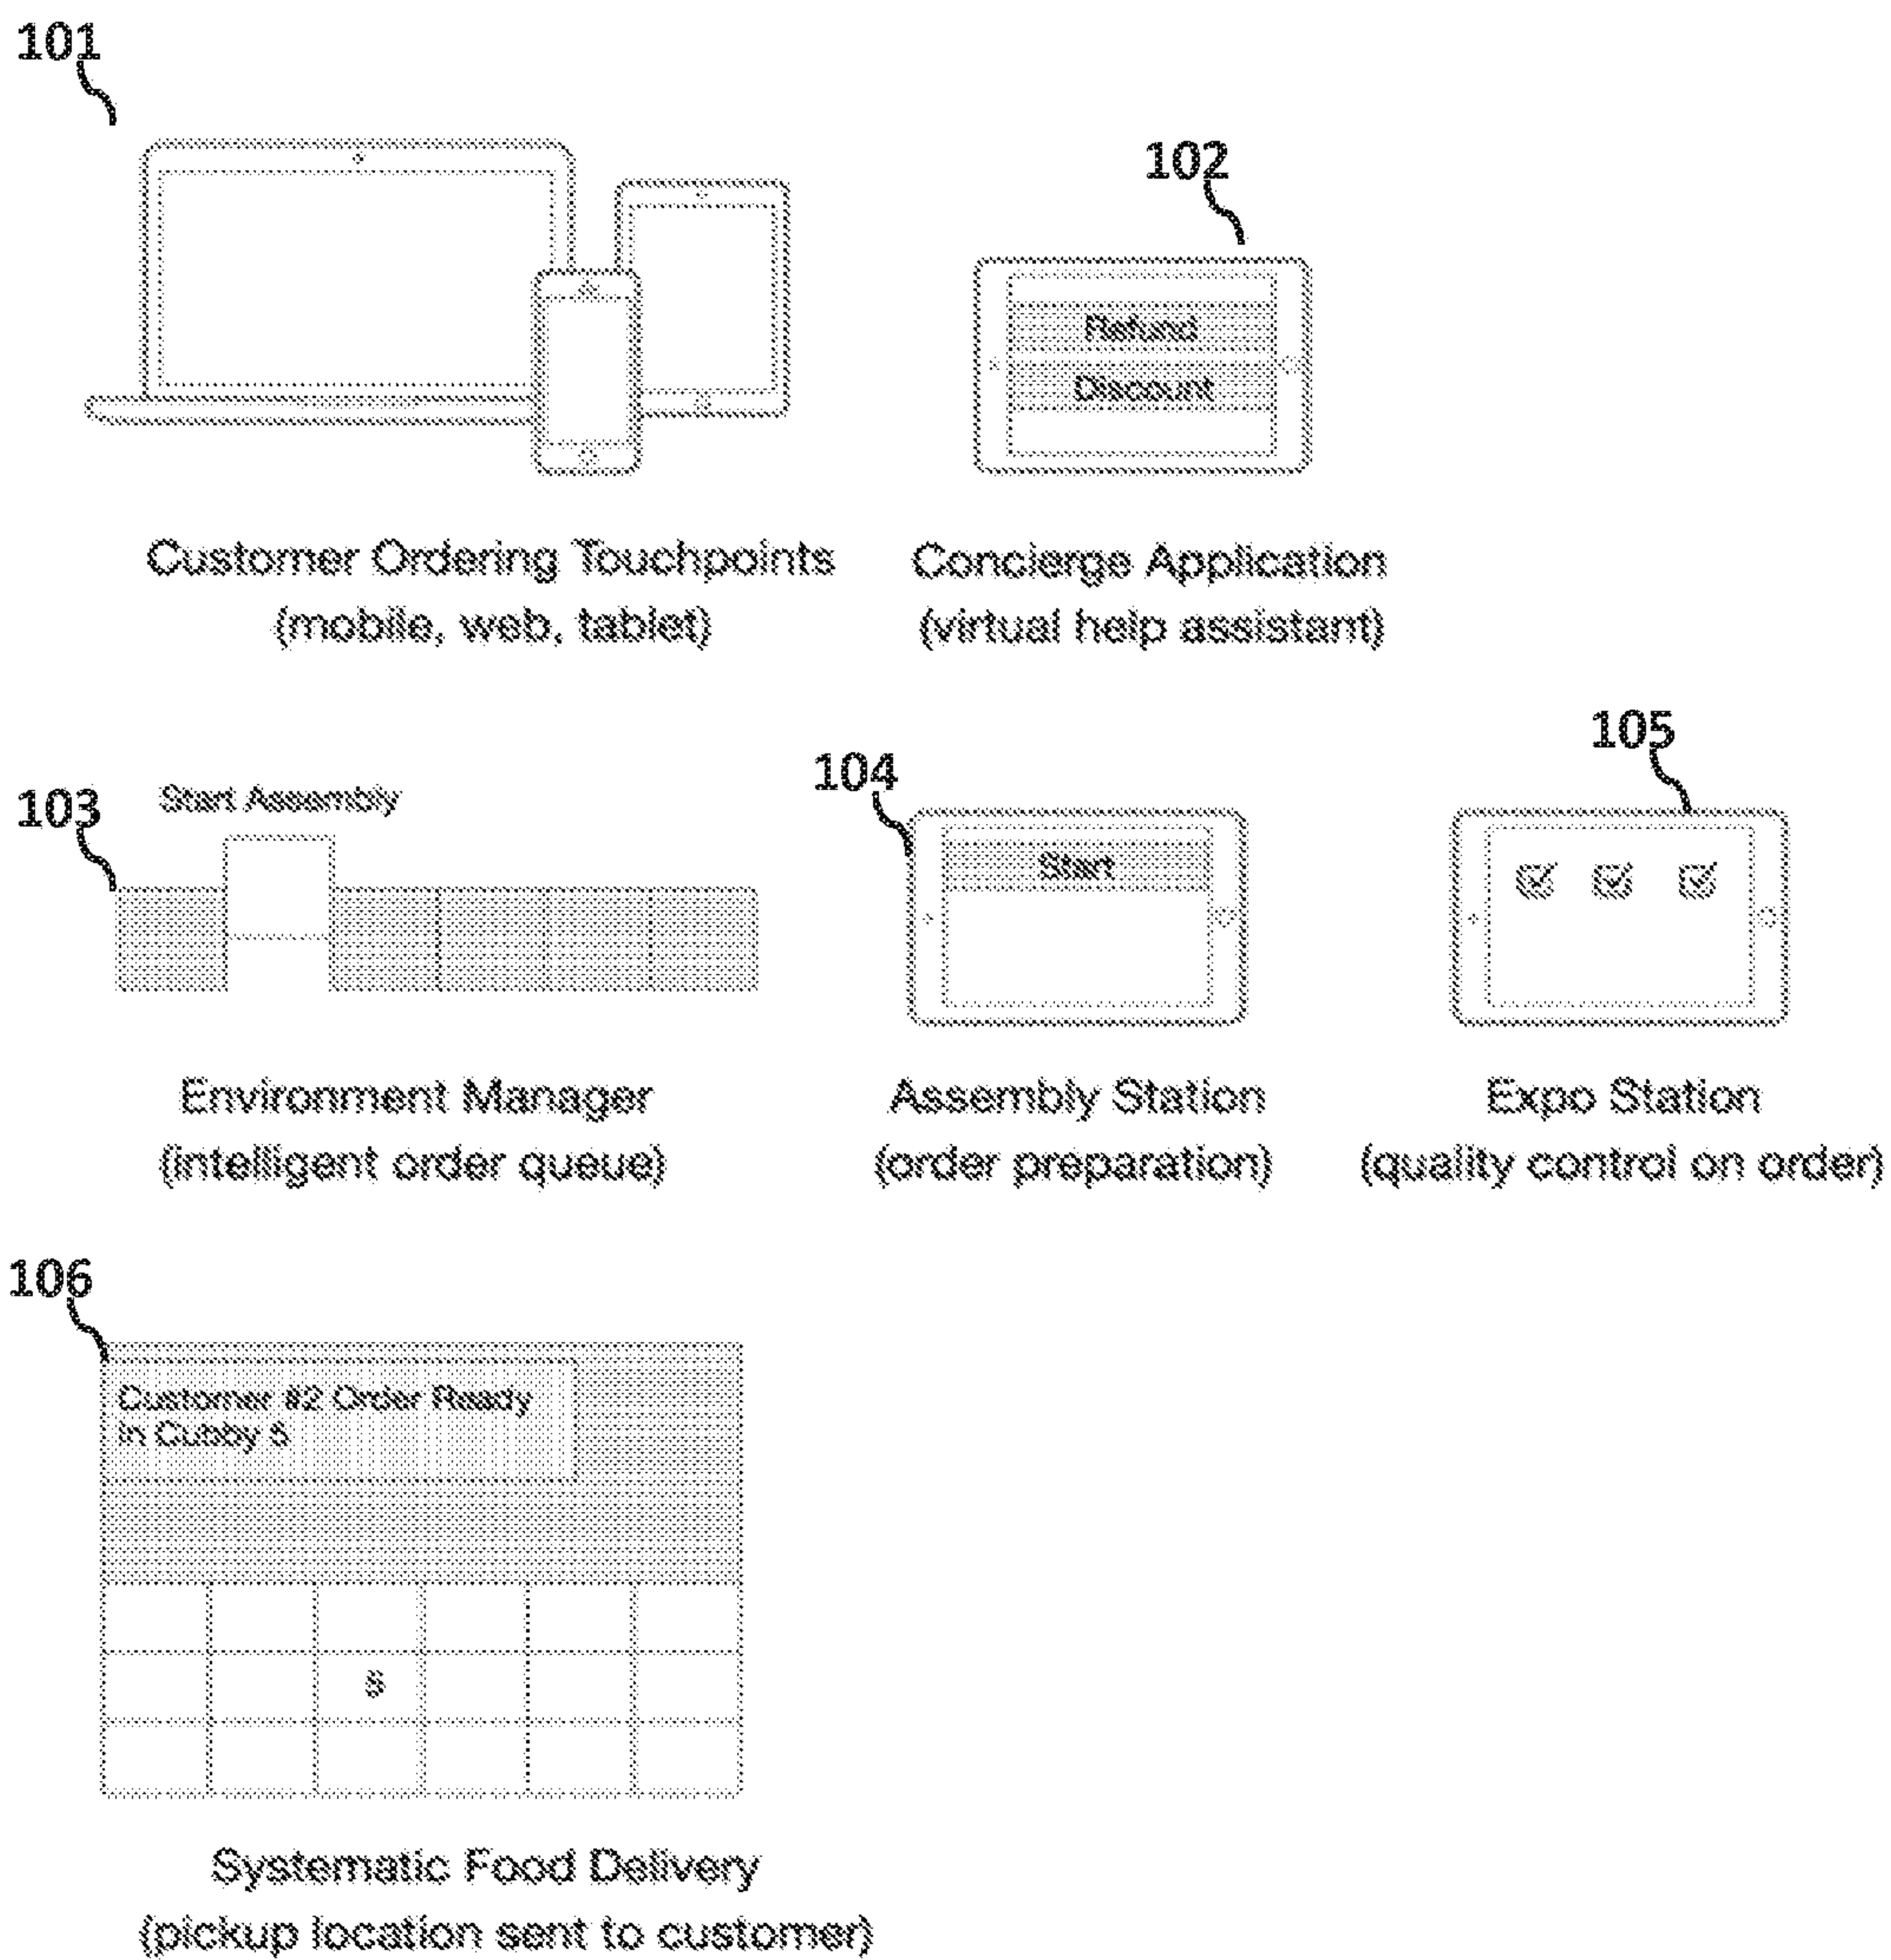 101
102
Refund
Discount
Customer Ordering Touchpoints
(mobile, web, tablet)
Concierge Application
(virtual help assistant)
103
Start Assembly
104
Start
105
Environment Manager
(intelligent order queue)
Assembly Station
(order preparation)
Expo Station
(quality control on order)
106
Customer #2 Order Ready
in Cubby
Systematic Food Delivery
(pickup location sent to customer)